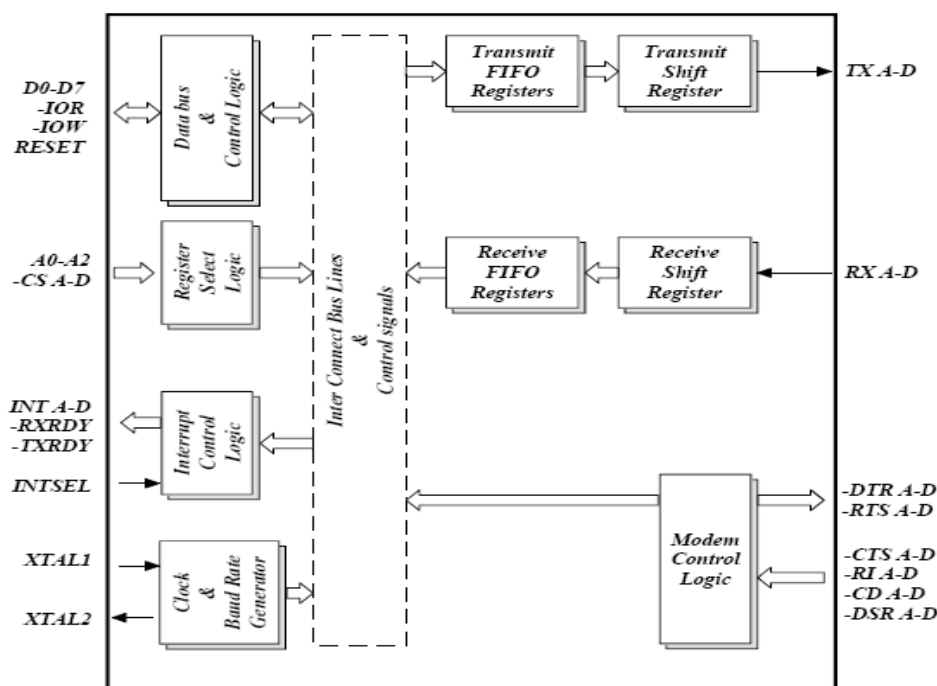 D0-D7
-IOR
-IOW
RESET
Data bus
&
Control Logic
A0-A2
-CS A-D
Register
Select
Logic
INT A-D
-RXRDY
-TXRDY
INTSEL
Interrupt
Control
Logic
XTAL1
XTAL2
Clock
&
Baud Rate
Generator
Inter Connect Bus Lines
&
Control signals
Transmit
FIFO
Registers
Transmit
Shift
Register
TX A-D
Receive
FIFO
Registers
Receive
Shift
Register
RX A-D
Modem
Control
Logic
-DTR A-D
-RTS A-D
-CTS A-D
-RI A-D
-CD A-D
-DSR A-D